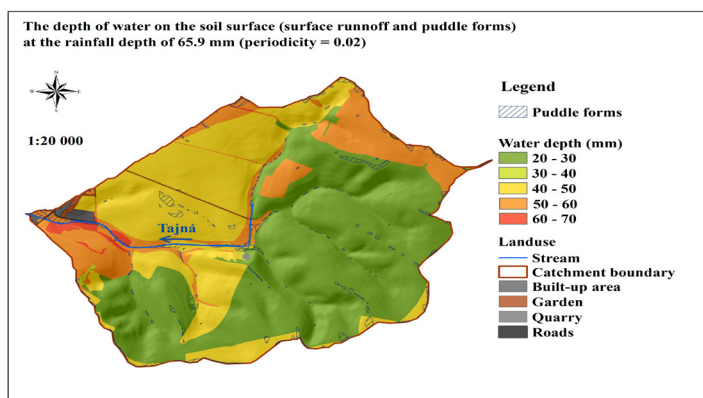 The depth of water on the soil surface (surface runnoff and puddle forms)
at the rainfall depth of 65.9 mm (periodicity = 0.02)
N
W
E
S
1:20 000
Tajná
Legend
Puddle forms
Water depth (mm)
20 - 30
30 - 40
40 - 50
50 - 60
60 - 70
Landuse
Stream
Catchment boundary
Built-up area
Garden
Quarry
Roads